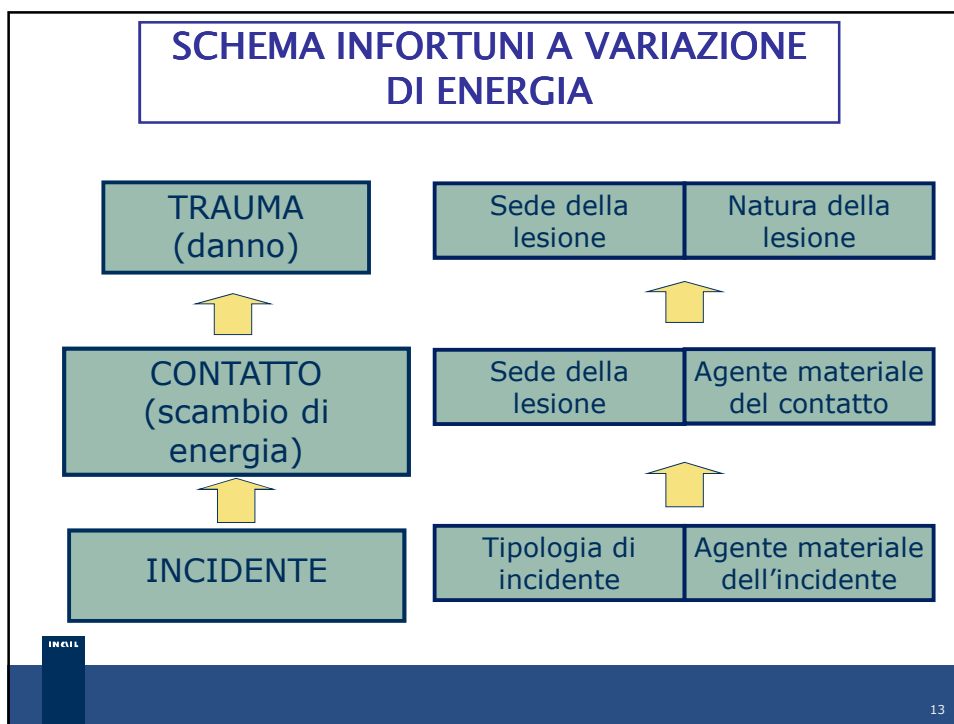 SCHEMA INFORTUNI A VARIAZIONE
DI ENERGIA
TRAUMA
(danno)
Sede della
lesione
Natura della
lesione
CONTATTO
(scambio di
energia)
Sede della
lesione
Agente materiale
del contatto
INCIDENTE
Tipologia di
incidente
Agente materiale
dell’incidente
INAIL
13